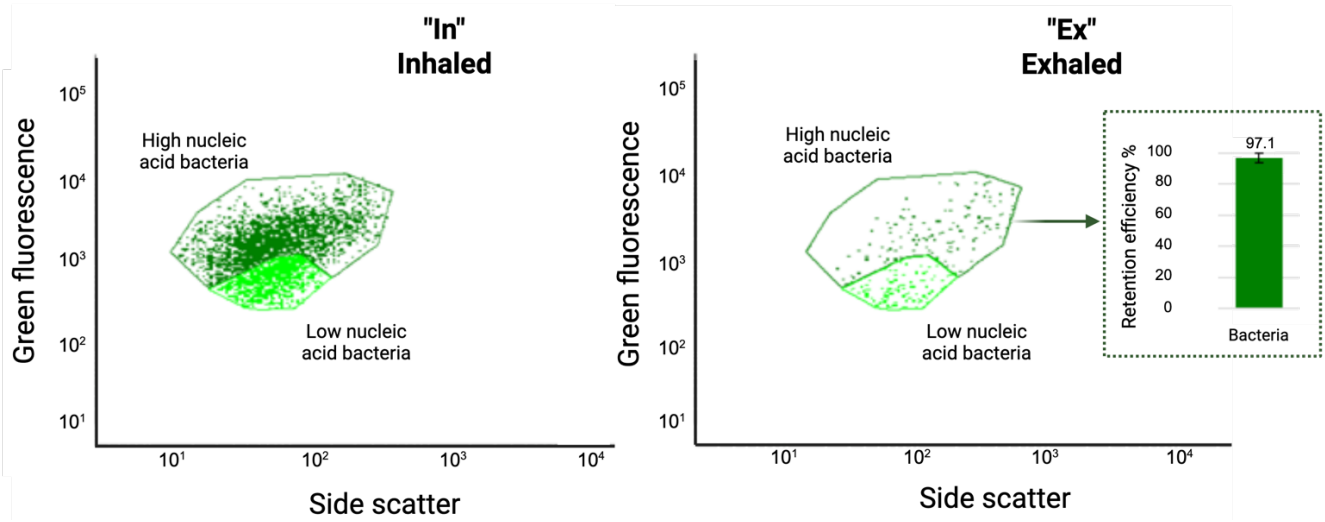 "In"
Inhaled
Green fluorescence
10⁵
10⁴
10³
10²
10¹
High nucleic
acid bacteria
Low nucleic
acid bacteria
10¹ 10² 10³ 10⁴
Side scatter
"Ex"
Exhaled
Green fluorescence
10⁵
10⁴
10³
10²
10¹
High nucleic
acid bacteria
Low nucleic
acid bacteria
10¹ 10² 10³ 10⁴
Side scatter
Retention efficiency %
100
80
60
40
20
0
97.1
Bacteria